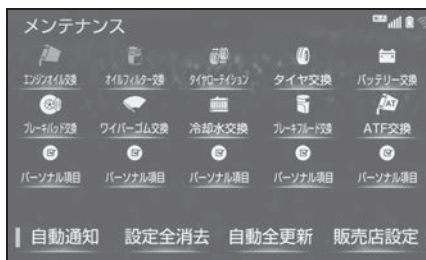 メンテナンス
エンジンオイル交換 オイルフィルター交換 タイヤローテイション タイヤ交換 バッテリー交換
ブレーキパッド交換 ワイパーゴム交換 冷却水交換 ブレーキフルード交換 ATF交換
パーソナル項目 パーソナル項目 パーソナル項目 パーソナル項目 パーソナル項目
自動通知 設定全消去 自動全更新 販売店設定